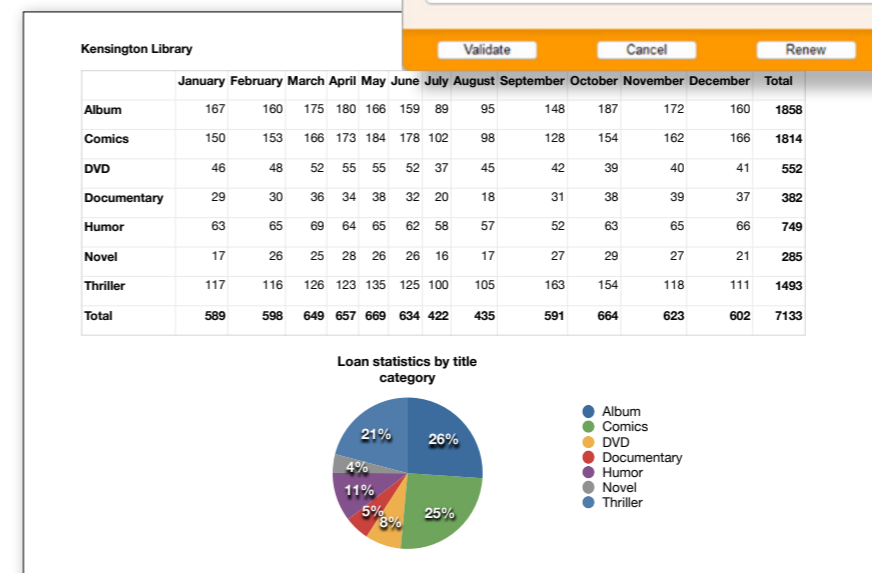 Validate Cancel Renew
Kensington Library
January February March April May June July August September October November December Total
Album 167 160 175 180 166 159 89 95 148 187 172 160 1858
Comics 150 153 166 173 184 178 102 98 128 154 162 166 1814
DVD 46 48 52 55 55 52 37 45 42 39 40 41 552
Documentary 29 30 36 34 38 32 20 18 31 38 39 37 382
Humor 63 65 69 64 65 62 58 57 52 63 65 66 749
Novel 17 26 25 28 26 26 16 17 27 29 27 21 285
Thriller 117 116 126 123 135 125 100 105 163 154 118 111 1493
Total 589 598 649 657 669 634 422 435 591 664 623 602 7133
Loan statistics by title
category
21% 26%
4%
11%
5% 8% 25%
Album
Comics
DVD
Documentary
Humor
Novel
Thriller